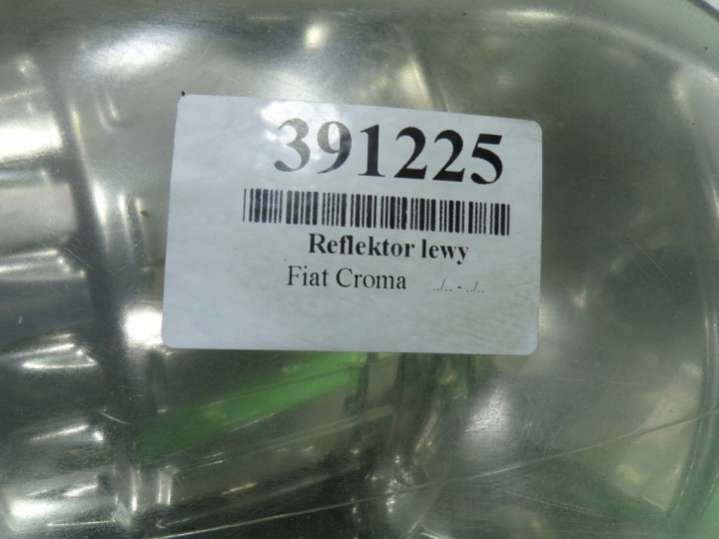 391225
Reflektor lewy
Fiat Croma ../.. - ../..